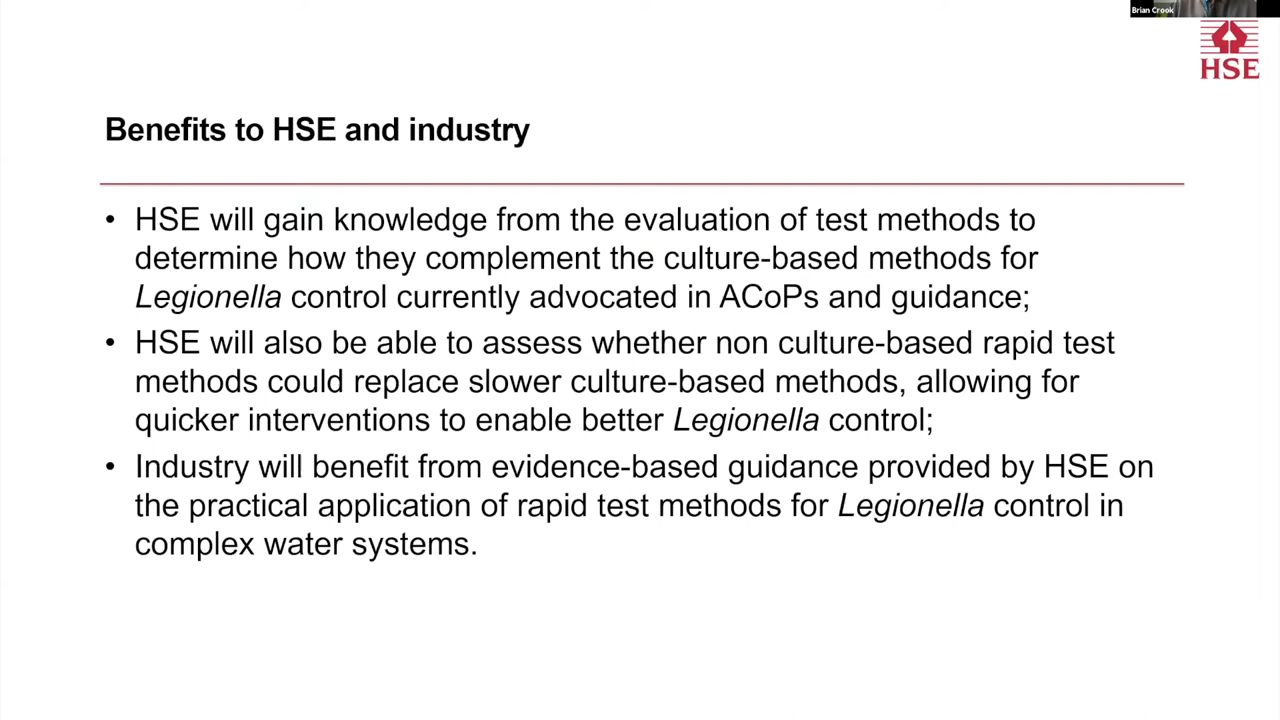 Brian Crook
HSE
Benefits to HSE and industry
• HSE will gain knowledge from the evaluation of test methods to
determine how they complement the culture-based methods for
Legionella control currently advocated in ACoPs and guidance;
• HSE will also be able to assess whether non culture-based rapid test
methods could replace slower culture-based methods, allowing for
quicker interventions to enable better Legionella control;
• Industry will benefit from evidence-based guidance provided by HSE on
the practical application of rapid test methods for Legionella control in
complex water systems.